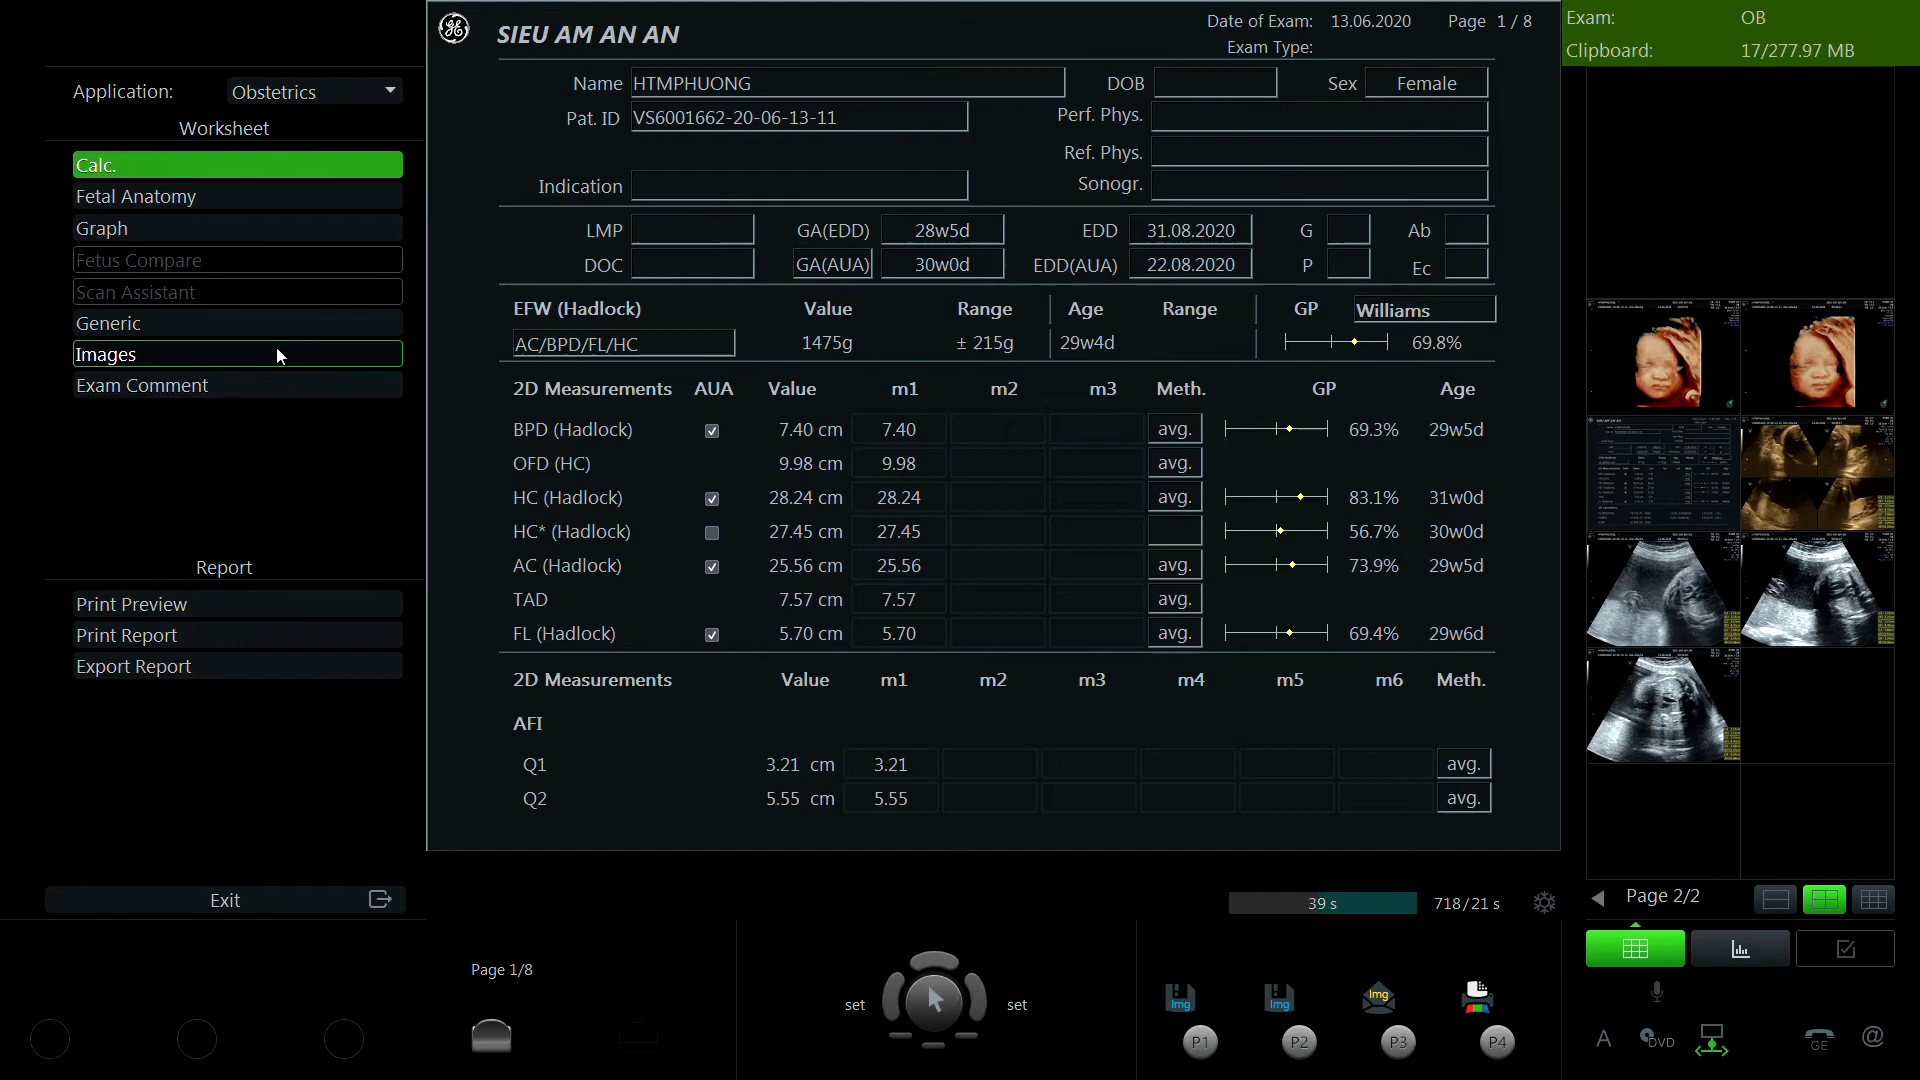 Application: Obstetrics
Worksheet
Calc.
Fetal Anatomy
Graph
Fetus Compare
Scan Assistant
Generic
Images
Exam Comment
Report
Print Preview
Print Report
Export Report
Exit
SIEU AM AN AN
Date of Exam: 13.06.2020 Page 1 / 8
Exam Type:
Name HTMPHUONG DOB Sex Female
Pat. ID VS6001662-20-06-13-11 Perf. Phys.
Ref. Phys.
Indication Sonogr.
LMP GA(EDD) 28w5d EDD 31.08.2020 G Ab
DOC GA(AUA) 30w0d EDD(AUA) 22.08.2020 P Ec
EFW (Hadlock) Value Range Age Range GP Williams
AC/BPD/FL/HC 1475g ± 215g 29w4d 69.8%
2D Measurements AUA Value m1 m2 m3 Meth. GP Age
BPD (Hadlock) 7.40 cm 7.40 avg. 69.3% 29w5d
OFD (HC) 9.98 cm 9.98 avg.
HC (Hadlock) 28.24 cm 28.24 avg. 83.1% 31w0d
HC* (Hadlock) 27.45 cm 27.45 56.7% 30w0d
AC (Hadlock) 25.56 cm 25.56 avg. 73.9% 29w5d
TAD 7.57 cm 7.57 avg.
FL (Hadlock) 5.70 cm 5.70 avg. 69.4% 29w6d
2D Measurements Value m1 m2 m3 m4 m5 m6 Meth.
AFI
Q1 3.21 cm 3.21 avg.
Q2 5.55 cm 5.55 avg.
39 s 718/21 s
Page 1/8
set set
Img Img Img
P1 P2 P3 P4
Exam: OB
Clipboard: 17/277.97 MB
Page 2/2
A DVD GE @